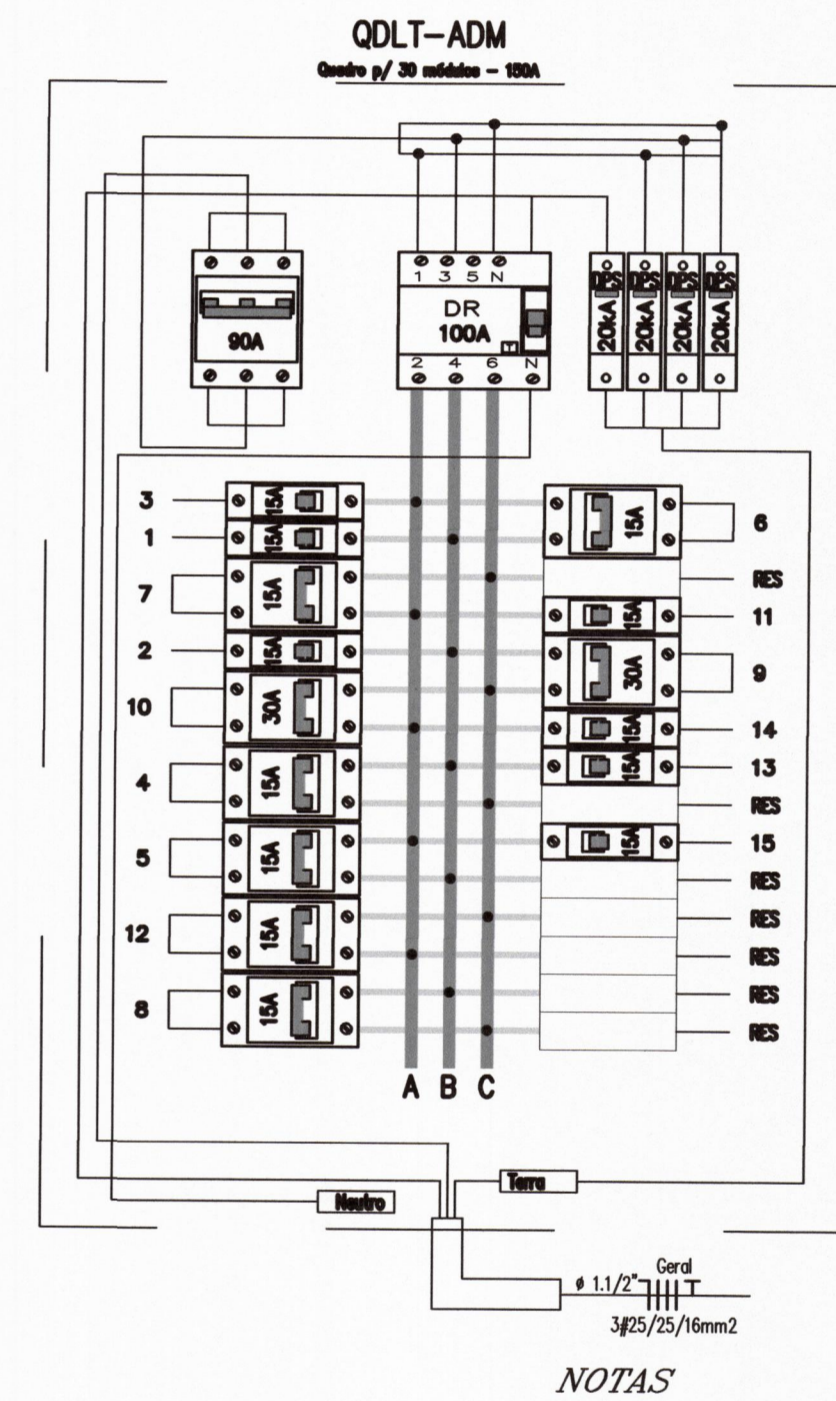 QDLT-ADM
Quadro p/ 30 módulos - 150A
1 3 5 N
DR
100A
T
2 4 6 N
90A
DPS 20kA
DPS 20kA
DPS 20kA
DPS 20kA
3 15A
1 15A
7 15A
2 15A
10 30A
4 15A
5 15A
12 15A
8 15A
15A 6
RES
15A 11
30A 9
15A 14
15A 13
RES
15A 15
RES
RES
RES
RES
RES
A B C
Neutro
Terra
Geral
ø 1.1/2"
3#25/25/16mm2
NOTAS